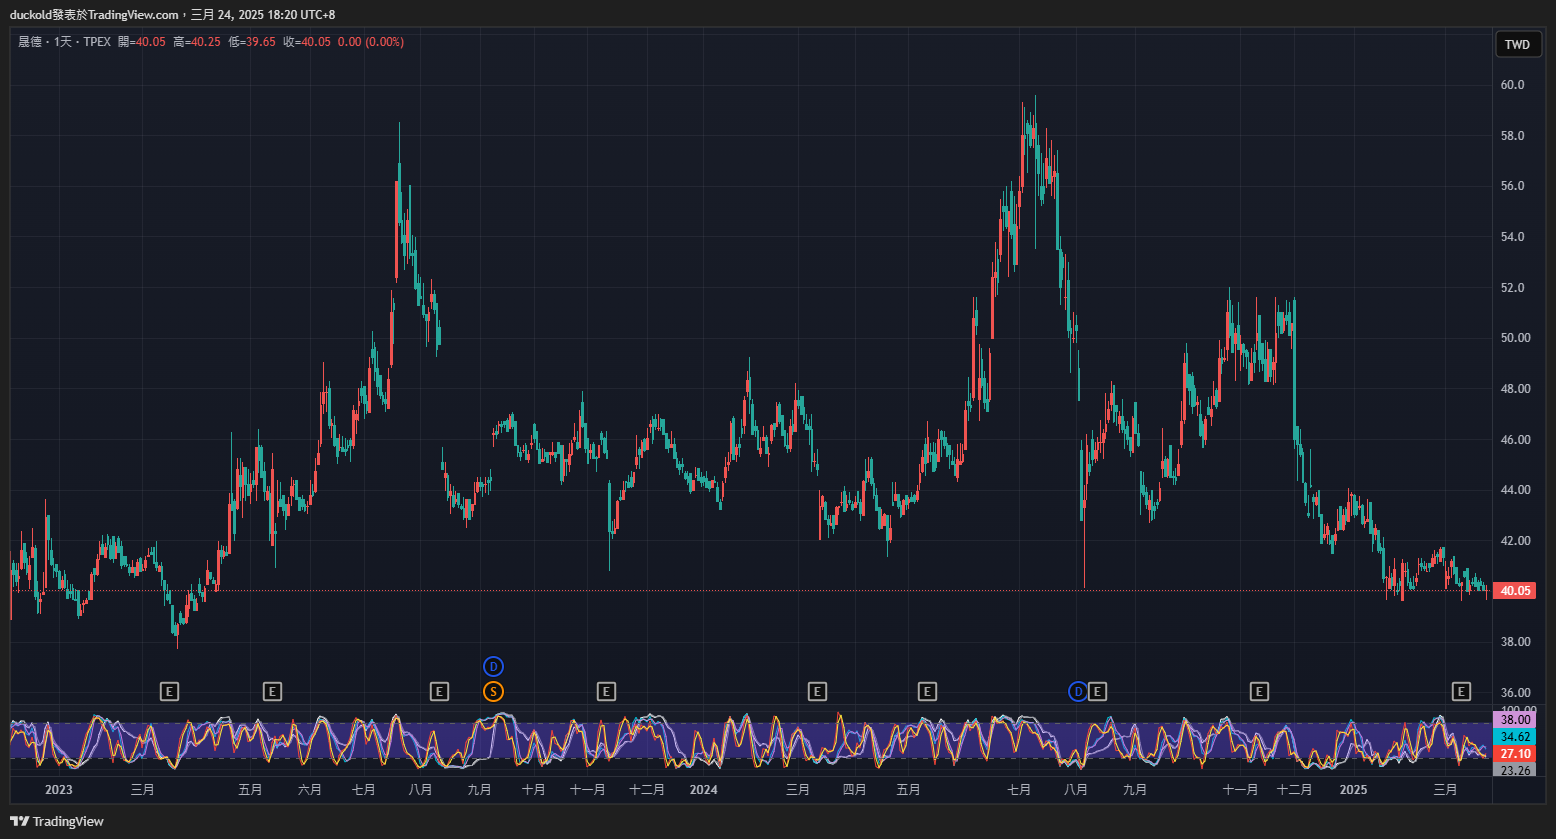 duckold發表於TradingView.com，三月 24, 2025 18:20 UTC+8
晟德 · 1天 · TPEX 開=40.05 高=40.25 低=39.65 收=40.05 0.00 (0.00%)
TWD
60.0
58.0
56.0
54.0
52.0
50.00
48.00
46.00
44.00
42.00
40.05
38.00
36.00
D
E E E S E E E D E E E
100.00
38.00
34.62
27.10
23.26
2023 三月 五月 六月 七月 八月 九月 十月 十一月 十二月 2024 三月 四月 五月 七月 八月 九月 十一月 十二月 2025 三月
TradingView